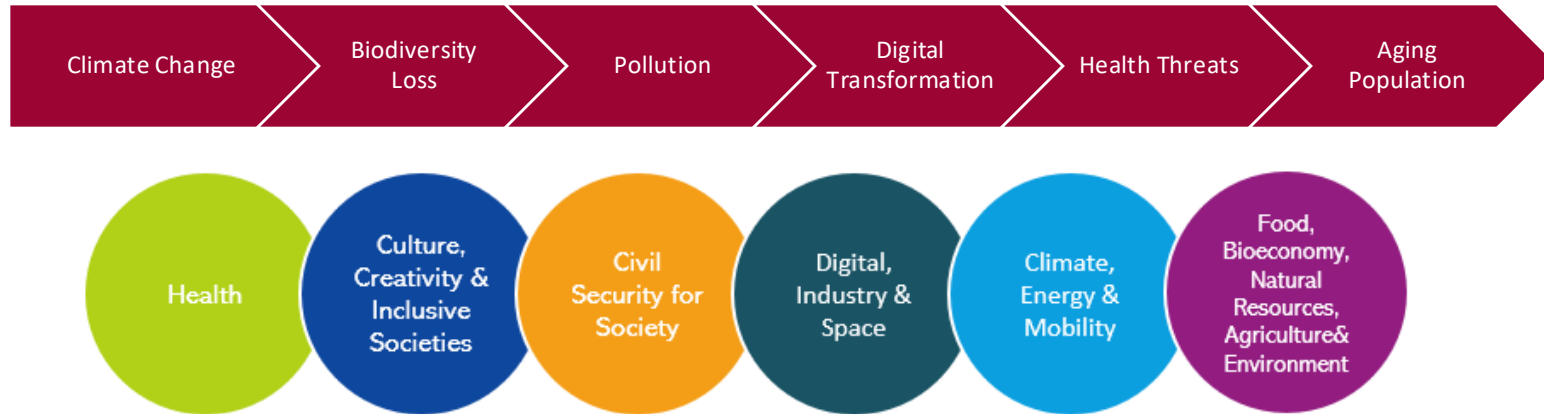 Climate Change
Biodiversity
Loss
Pollution
Digital
Transformation
Health Threats
Aging
Population
Health
Culture,
Creativity &
Inclusive
Societies
Civil
Security for
Society
Digital,
Industry &
Space
Climate,
Energy &
Mobility
Food,
Bioeconomy,
Natural
Resources,
Agriculture&
Environment